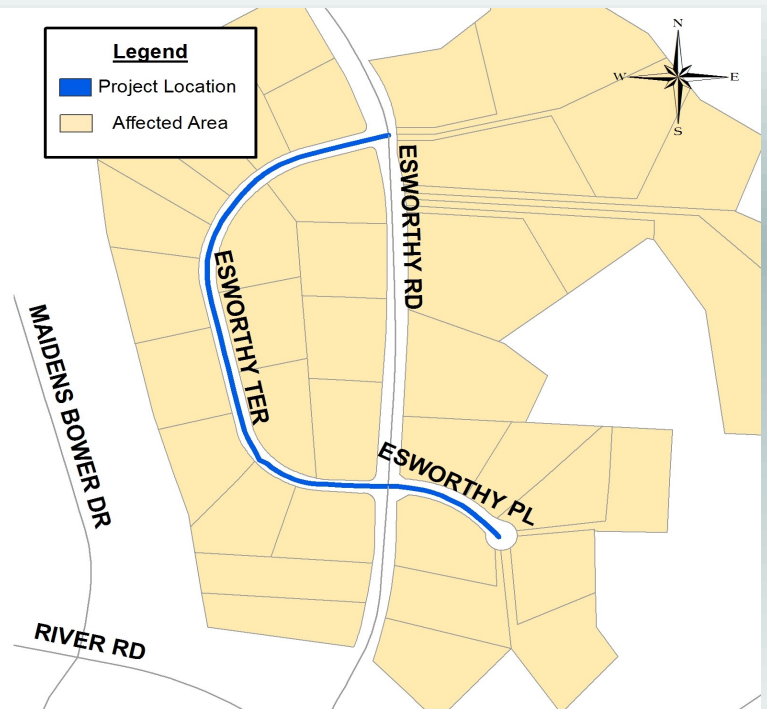 Legend
Project Location
Affected Area
N
W
E
S
ESWORTHY RD
ESWORTHY TER
MAIDENS BOWER DR
ESWORTHY PL
RIVER RD